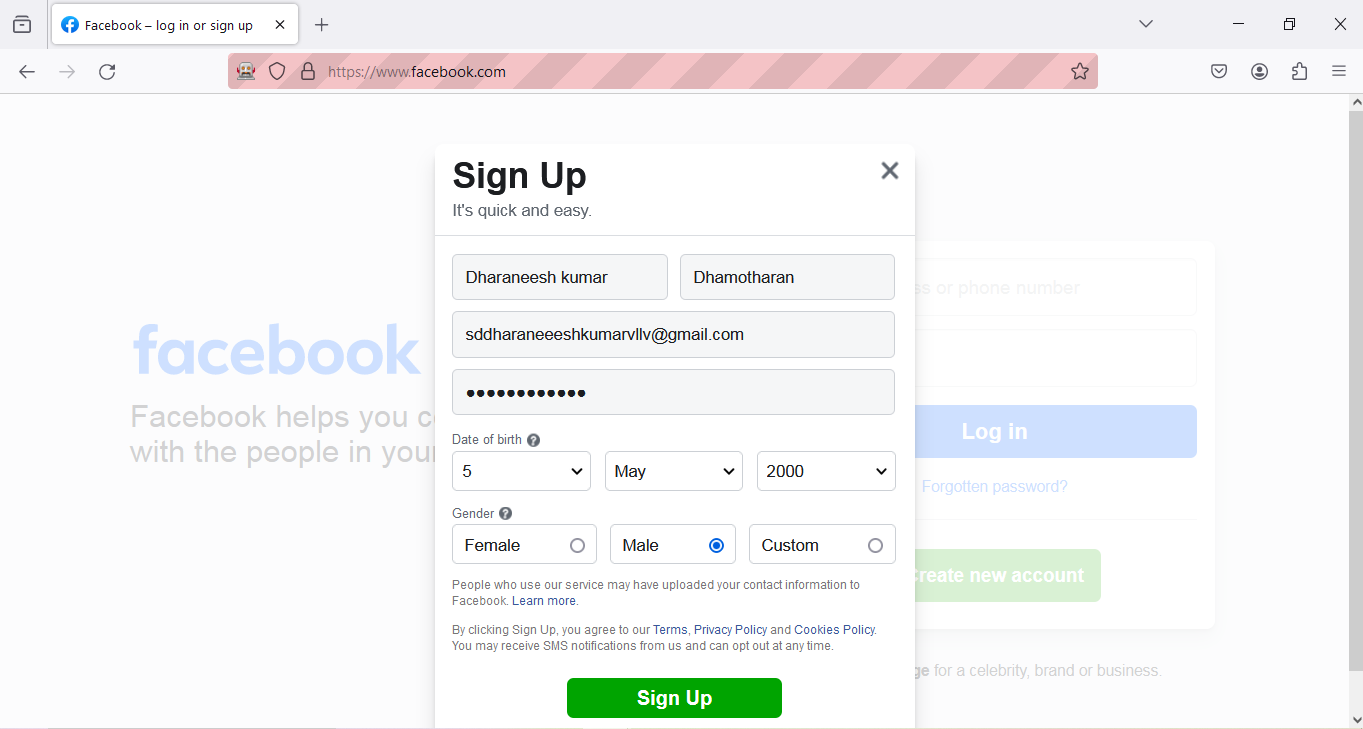 Facebook – log in or sign up
https://www.facebook.com
Sign Up
It's quick and easy.
Dharaneesh kumar
Dhamotharan
sddharaneeeshkumarvllv@gmail.com
Date of birth
5
May
2000
Gender
Female
Male
Custom
People who use our service may have uploaded your contact information to
Facebook. Learn more.
By clicking Sign Up, you agree to our Terms, Privacy Policy and Cookies Policy.
You may receive SMS notifications from us and can opt out at any time.
Sign Up
facebook
Facebook helps you
with the people in your
or phone number
Log in
Forgotten password?
Create new account
for a celebrity, brand or business.